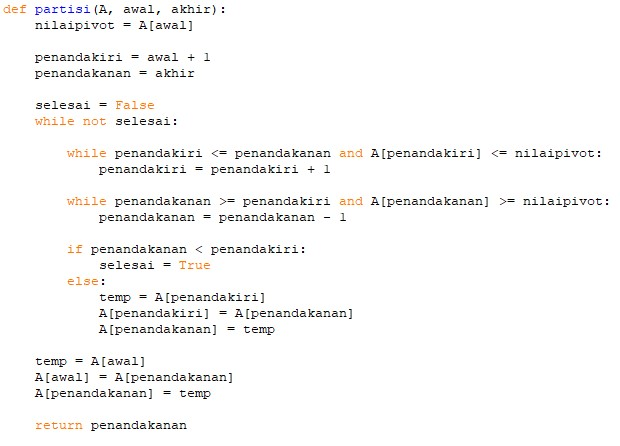 def partisi(A, awal, akhir):
    nilaipivot = A[awal]

    penandakiri = awal + 1
    penandakanan = akhir

    selesai = False
    while not selesai:

        while penandakiri <= penandakanan and A[penandakiri] <= nilaipivot:
            penandakiri = penandakiri + 1

        while penandakanan >= penandakiri and A[penandakanan] >= nilaipivot:
            penandakanan = penandakanan - 1

        if penandakanan < penandakiri:
            selesai = True
        else:
            temp = A[penandakiri]
            A[penandakiri] = A[penandakanan]
            A[penandakanan] = temp

    temp = A[awal]
    A[awal] = A[penandakanan]
    A[penandakanan] = temp

    return penandakanan